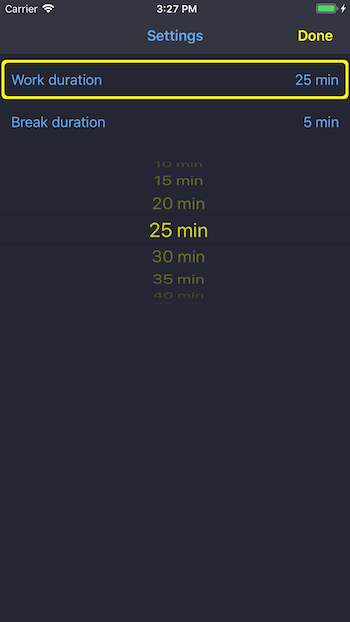 Carrier 3:27 PM
Settings Done
Work duration 25 min
Break duration 5 min
10 min
15 min
20 min
25 min
30 min
35 min
40 min